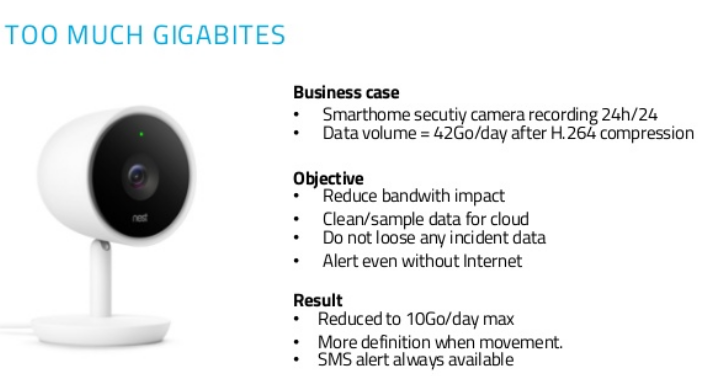 TOO MUCH GIGABITES
Business case
• Smarthome secutiy camera recording 24h/24
• Data volume = 42Go/day after H.264 compression
Objective
• Reduce bandwith impact
• Clean/sample data for cloud
• Do not loose any incident data
• Alert even without Internet
Result
• Reduced to 10Go/day max
• More definition when movement.
• SMS alert always available
nest